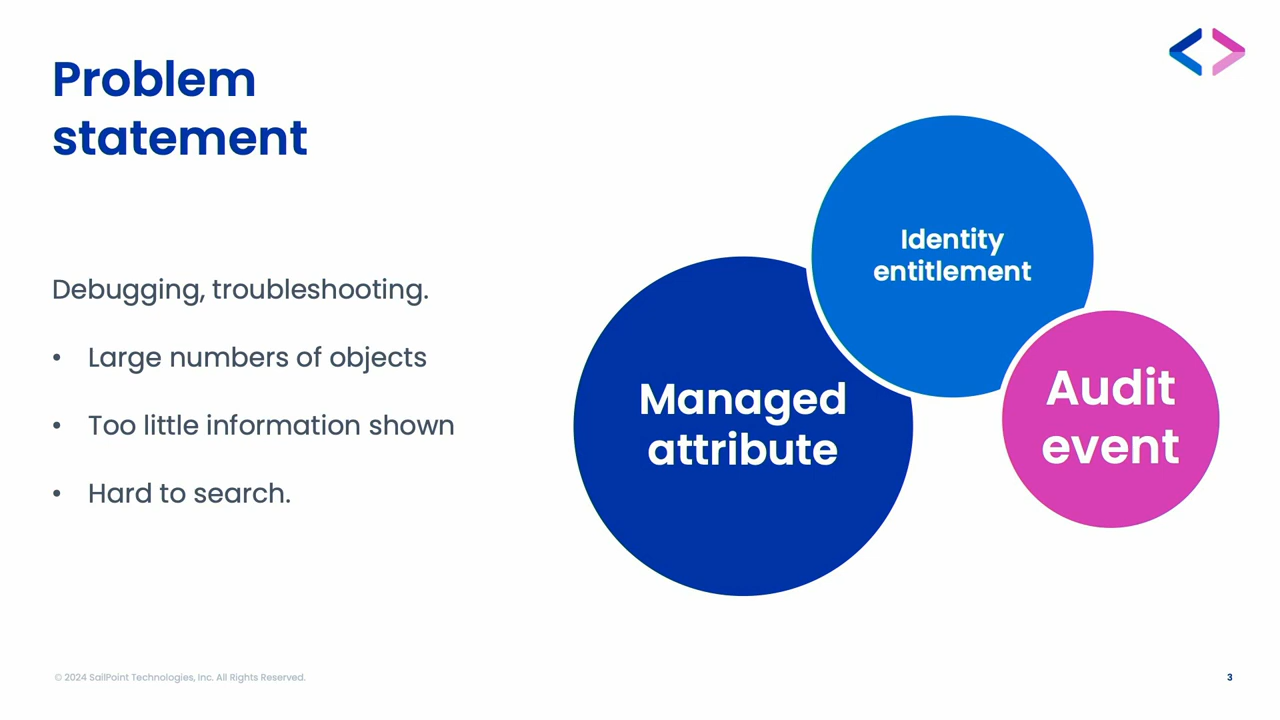 Problem
statement
Debugging, troubleshooting.
• Large numbers of objects
• Too little information shown
• Hard to search.
Identity
entitlement
Managed
attribute
Audit
event
© 2024 SailPoint Technologies, Inc. All Rights Reserved.
3